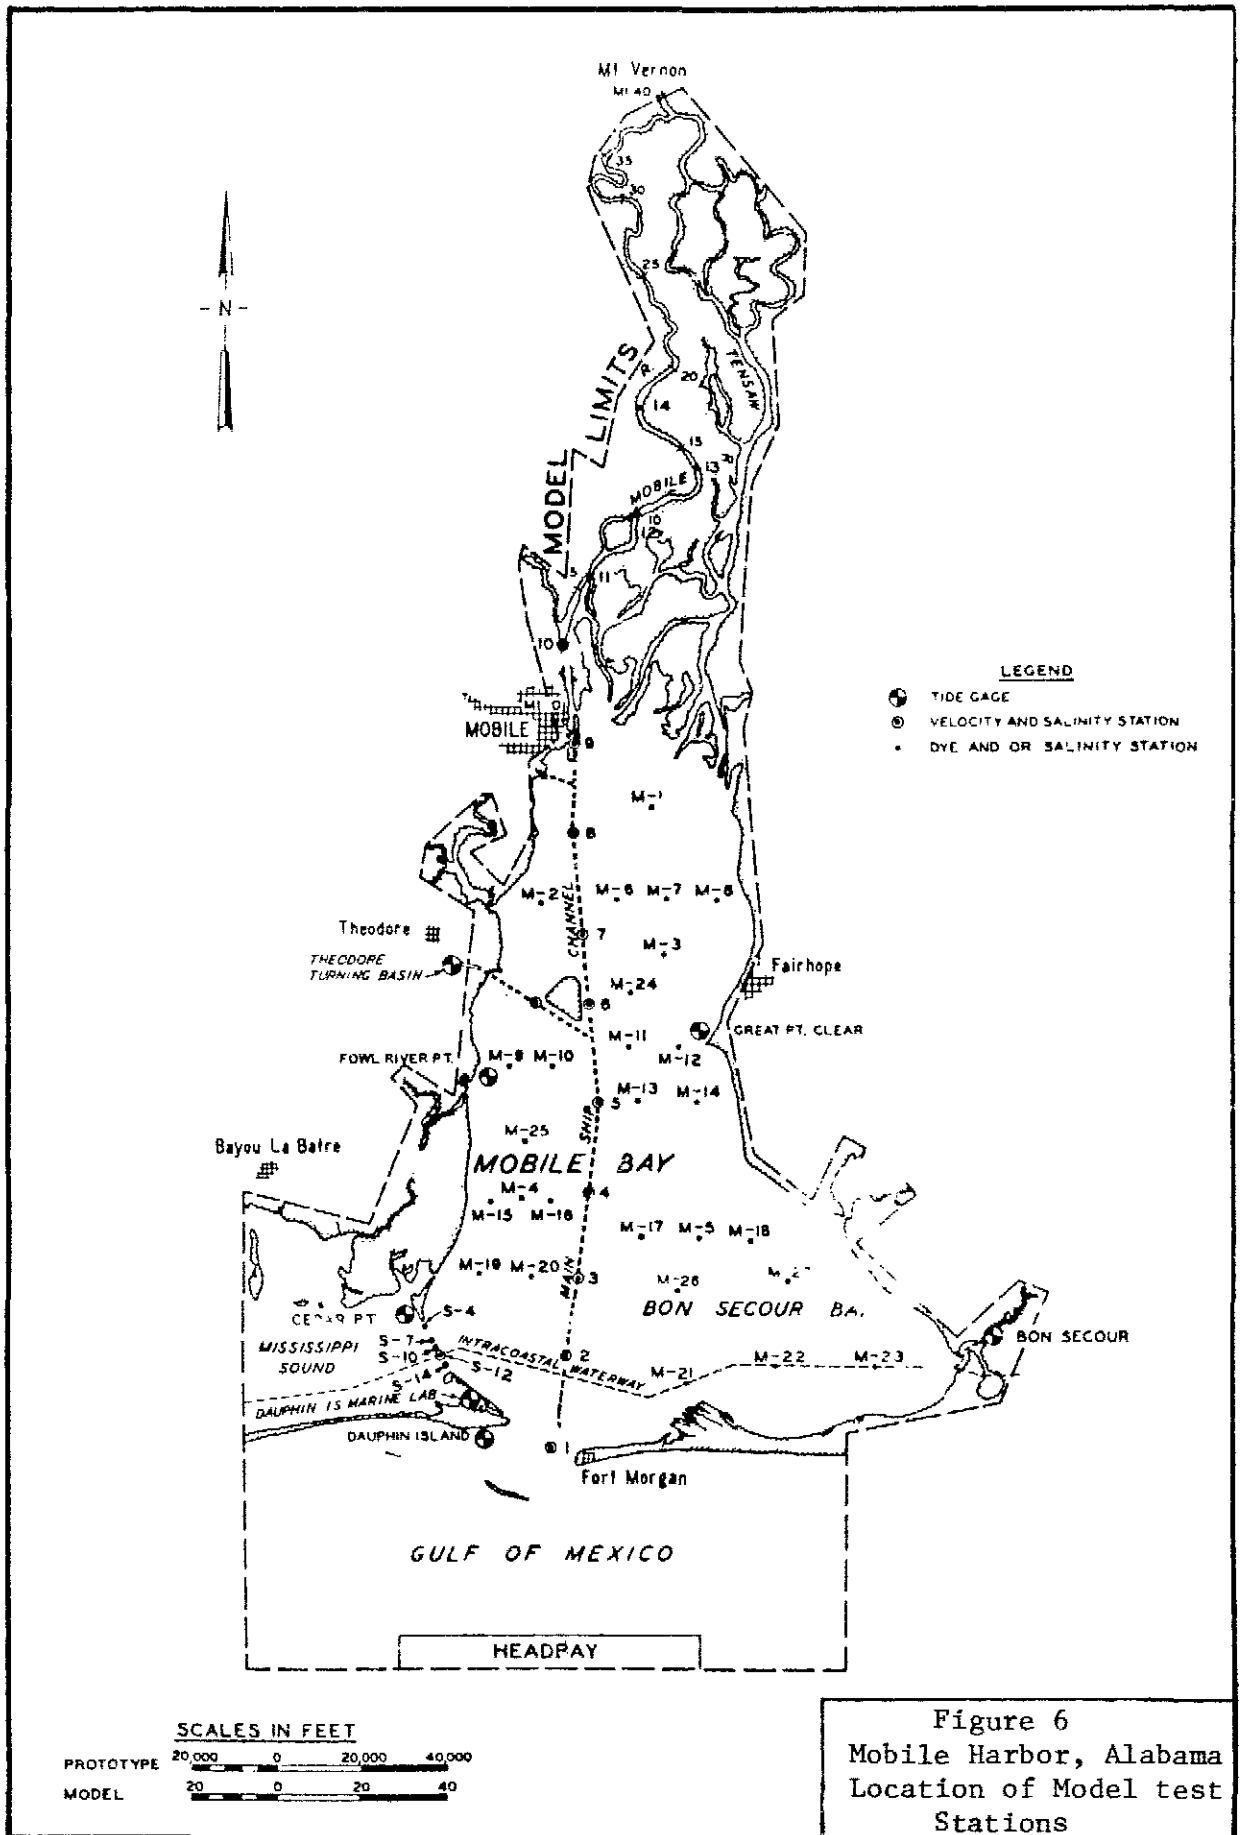 Mt Vernon
MI 40
35
30
25
- N -
MODEL LIMITS
R.
20
TENSAW
14
15
R
13
MOBILE
16
12
5
11
10
LEGEND
TIDE GAGE
VELOCITY AND SALINITY STATION
DYE AND OR SALINITY STATION
MOBILE
9
M-1
8
M-2
M-6
M-7
M-8
CHANNEL
Theodore
7
M-3
THEODORE
TURNING BASIN
Fairhope
M-24
6
GREAT PT. CLEAR
M-11
M-12
FOWL RIVER PT.
M-9
M-10
M-13
M-14
5
SHIP
M-25
Bayou La Batre
MOBILE BAY
M-4
4
M-15
M-16
M-17
M-5
M-18
M-19
M-20
MAIN
3
M-26
BON SECOUR
CEDAR PT.
S-4
S-7
S-10
MISSISSIPPI
SOUND
INTRACOASTAL WATERWAY
2
BON SECOUR
S-12
S-14
M-21
M-22
M-23
DAUPHIN IS MARINE LAB
DAUPHIN ISLAND
1
Fort Morgan
GULF OF MEXICO
HEADBAY
SCALES IN FEET
PROTOTYPE 20,000 0 20,000 40,000
MODEL 20 0 20 40
Figure 6
Mobile Harbor, Alabama
Location of Model test
Stations